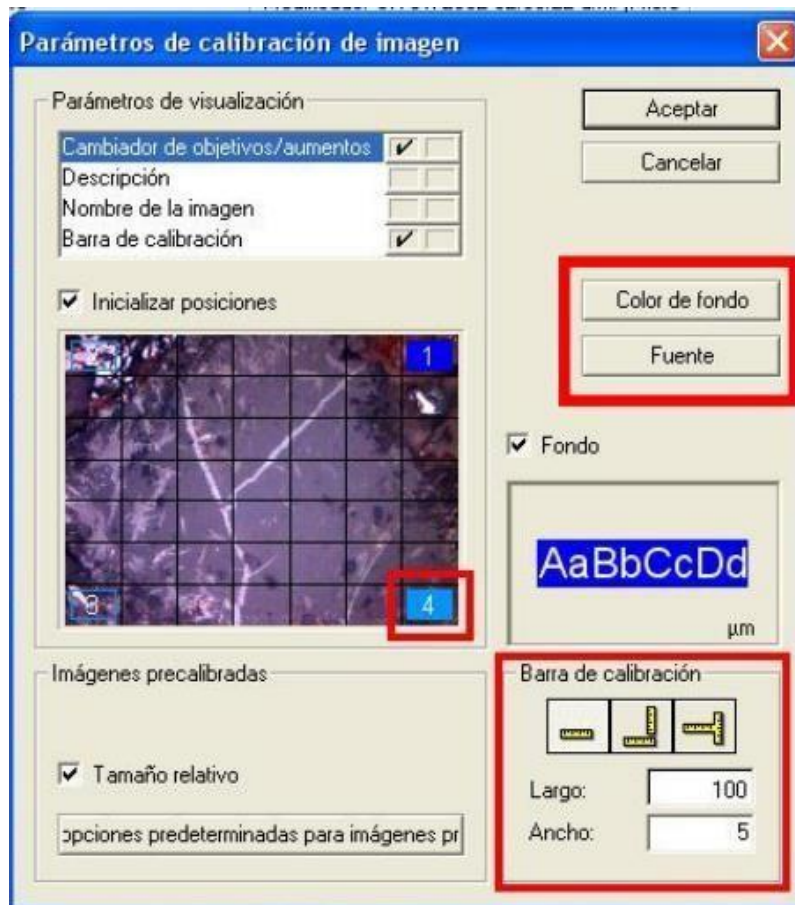 Parámetros de calibración de imagen
Parámetros de visualización
Cambiador de objetivos/aumentos
Descripción
Nombre de la imagen
Barra de calibración
Inicializar posiciones
1
3
4
Aceptar
Cancelar
Color de fondo
Fuente
Fondo
AaBbCcDd
µm
Imágenes precalibradas
Tamaño relativo
opciones predeterminadas para imágenes pr
Barra de calibración
Largo: 100
Ancho: 5